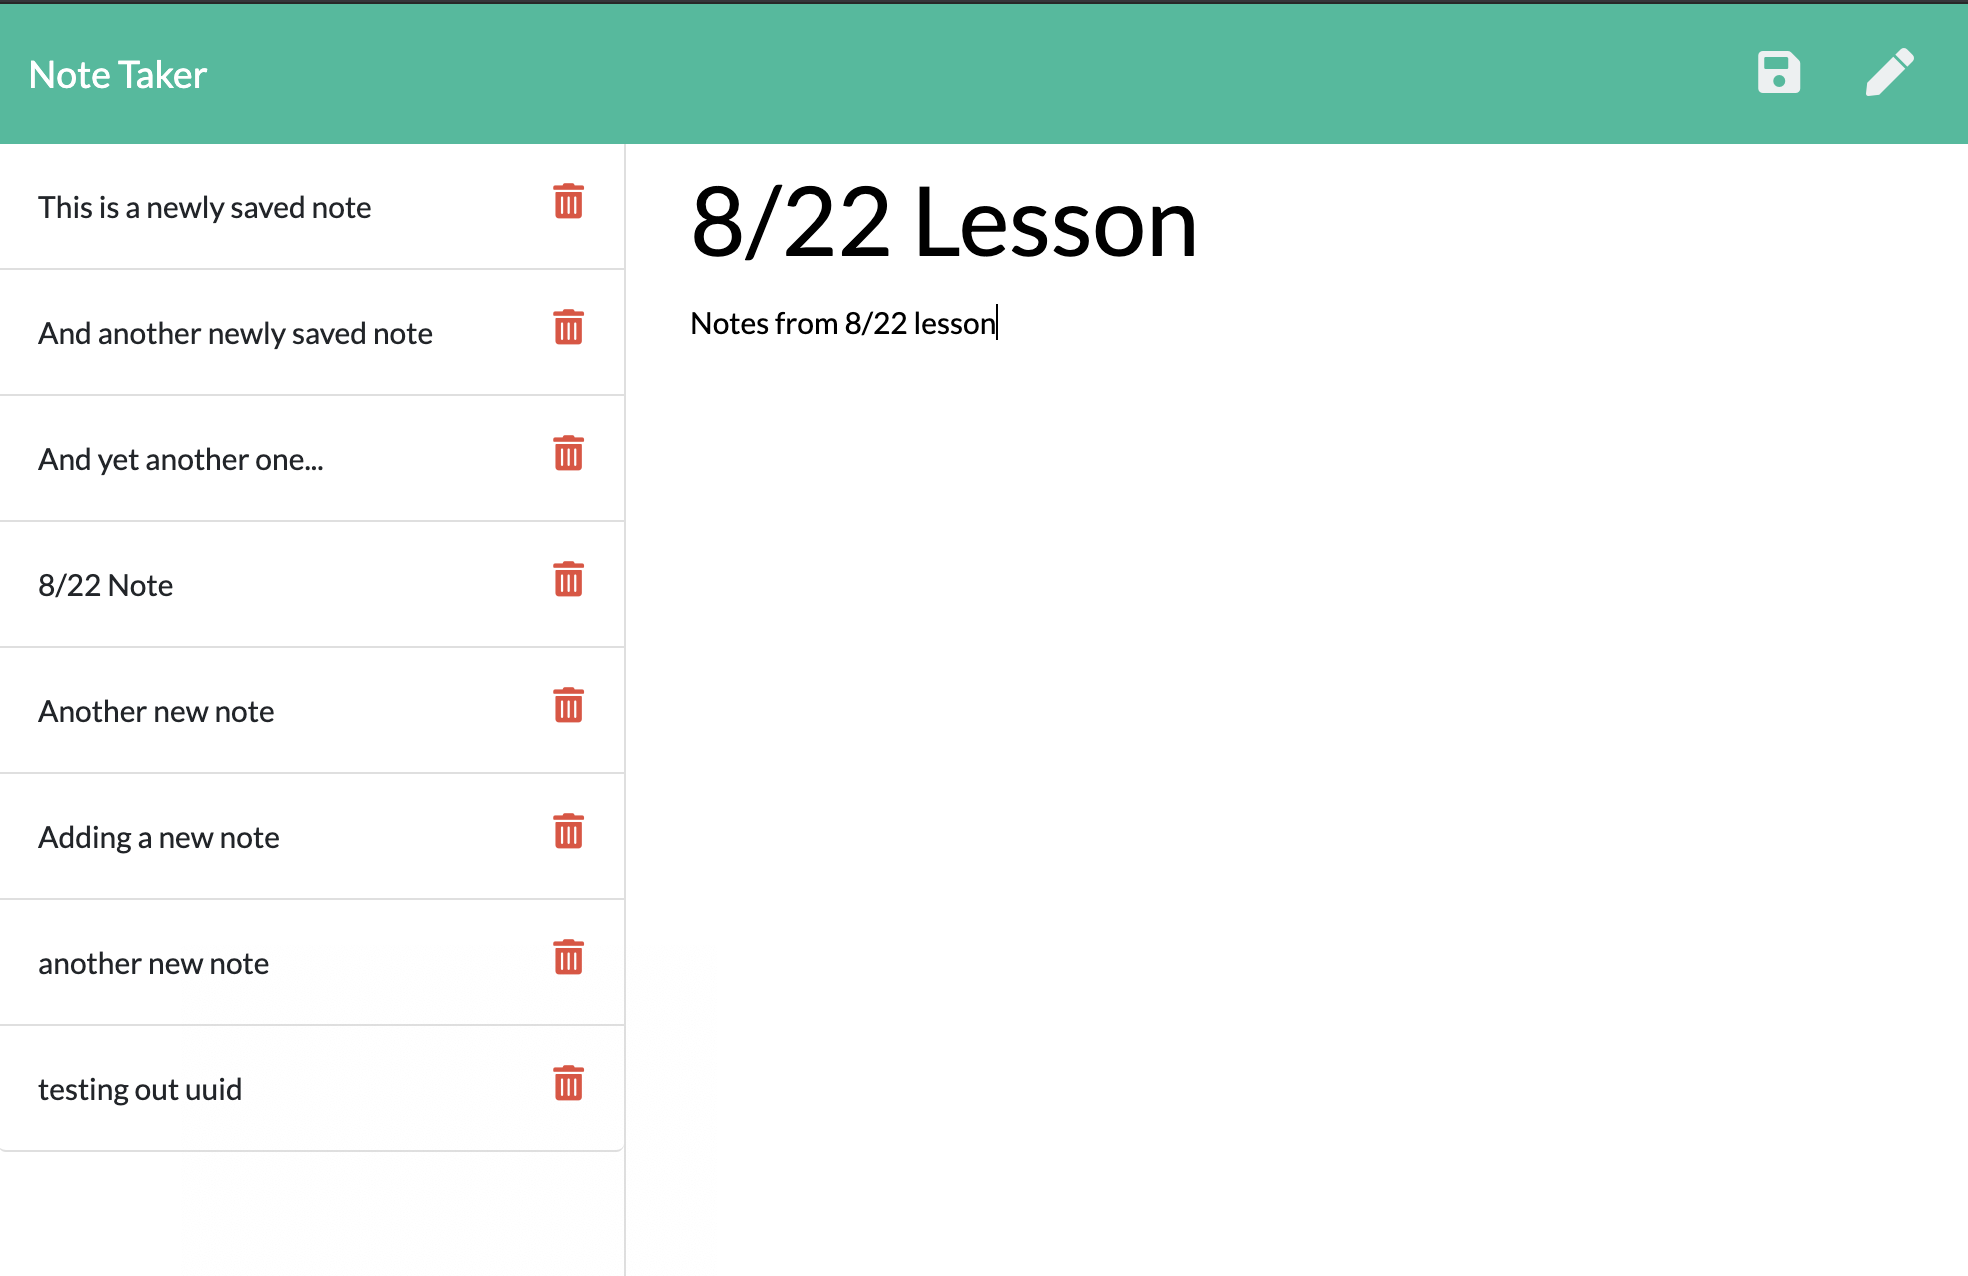 Note Taker
This is a newly saved note
And another newly saved note
And yet another one...
8/22 Note
Another new note
Adding a new note
another new note
testing out uuid
8/22 Lesson
Notes from 8/22 lesson